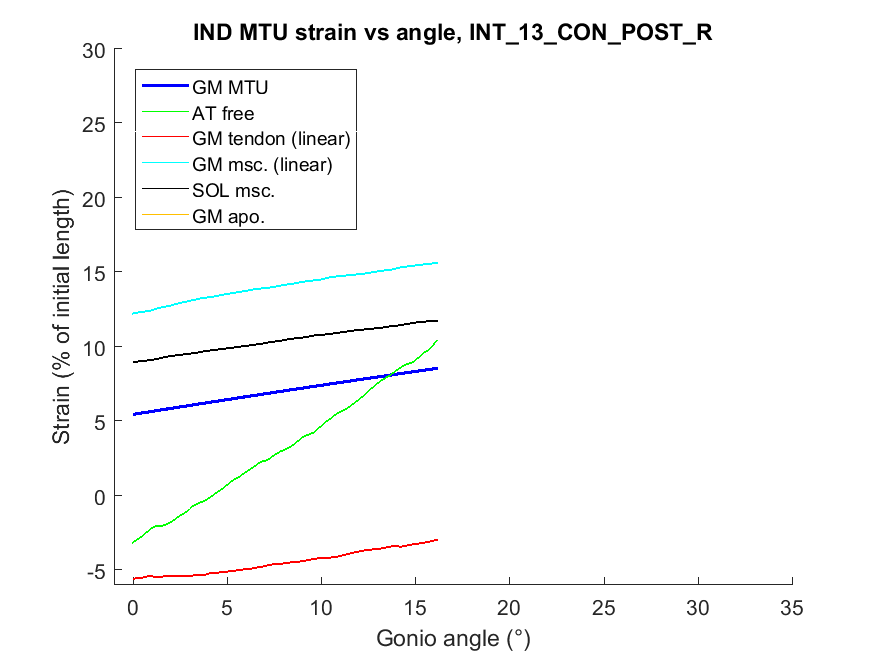 IND MTU strain vs angle, INT_13_CON_POST_R
30
25
20
15
10
5
0
-5
Strain (% of initial length)
GM MTU
AT free
GM tendon (linear)
GM msc. (linear)
SOL msc.
GM apo.
0 5 10 15 20 25 30 35
Gonio angle (°)